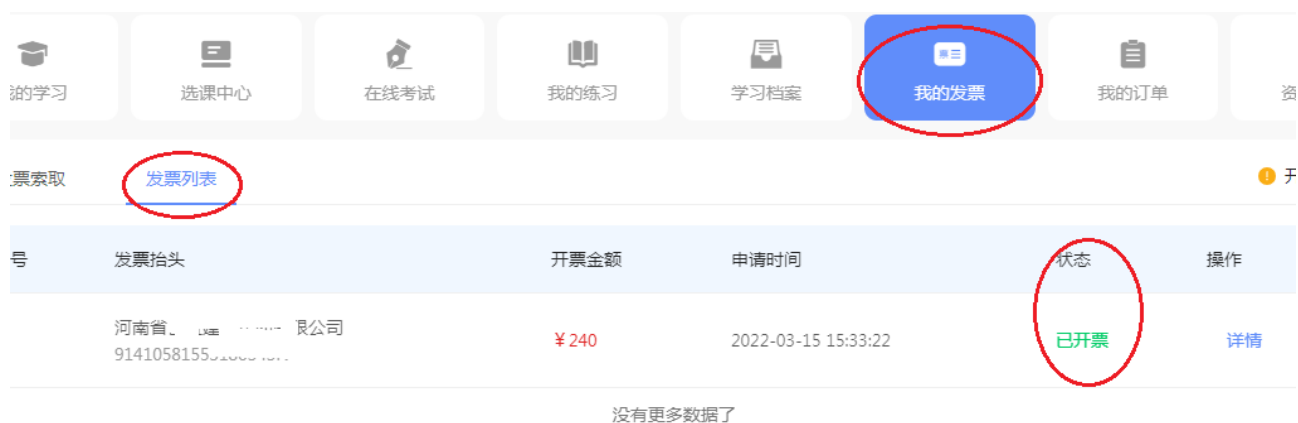 的学习 选课中心 在线考试 我的练习 学习档案 我的发票 我的订单 资
票索取 发票列表 开
号 发票抬头 开票金额 申请时间 状态 操作
河南省 限公司 ¥240 2022-03-15 15:33:22 已开票 详情
9141058155
没有更多数据了